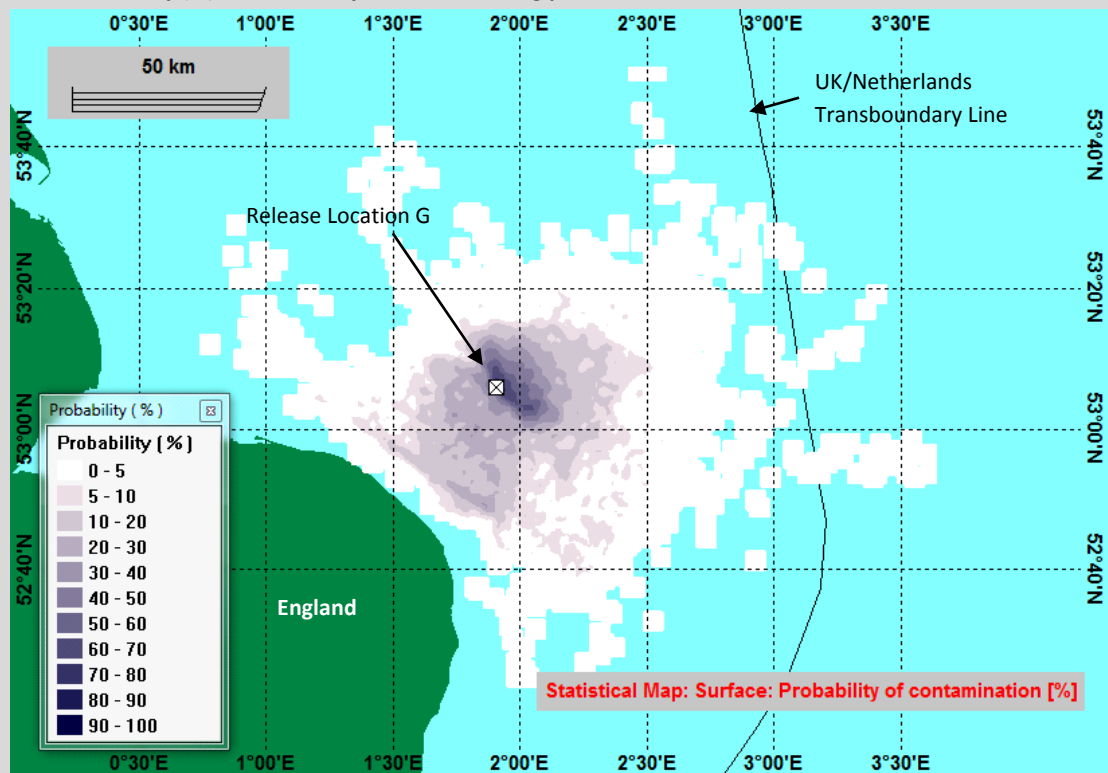 0°30'E 1°00'E 1°30'E 2°00'E 2°30'E 3°00'E 3°30'E
50 km
UK/Netherlands
Transboundary Line
53°40'N 53°40'N
Release Location G
53°20'N 53°20'N
53°00'N 53°00'N
Probability ( % )
Probability ( % )
0 - 5
5 - 10
10 - 20
20 - 30
30 - 40
40 - 50
50 - 60
60 - 70
70 - 80
80 - 90
90 - 100
52°40'N 52°40'N
England
Statistical Map: Surface: Probability of contamination [%]
0°30'E 1°00'E 1°30'E 2°00'E 2°30'E 3°00'E 3°30'E